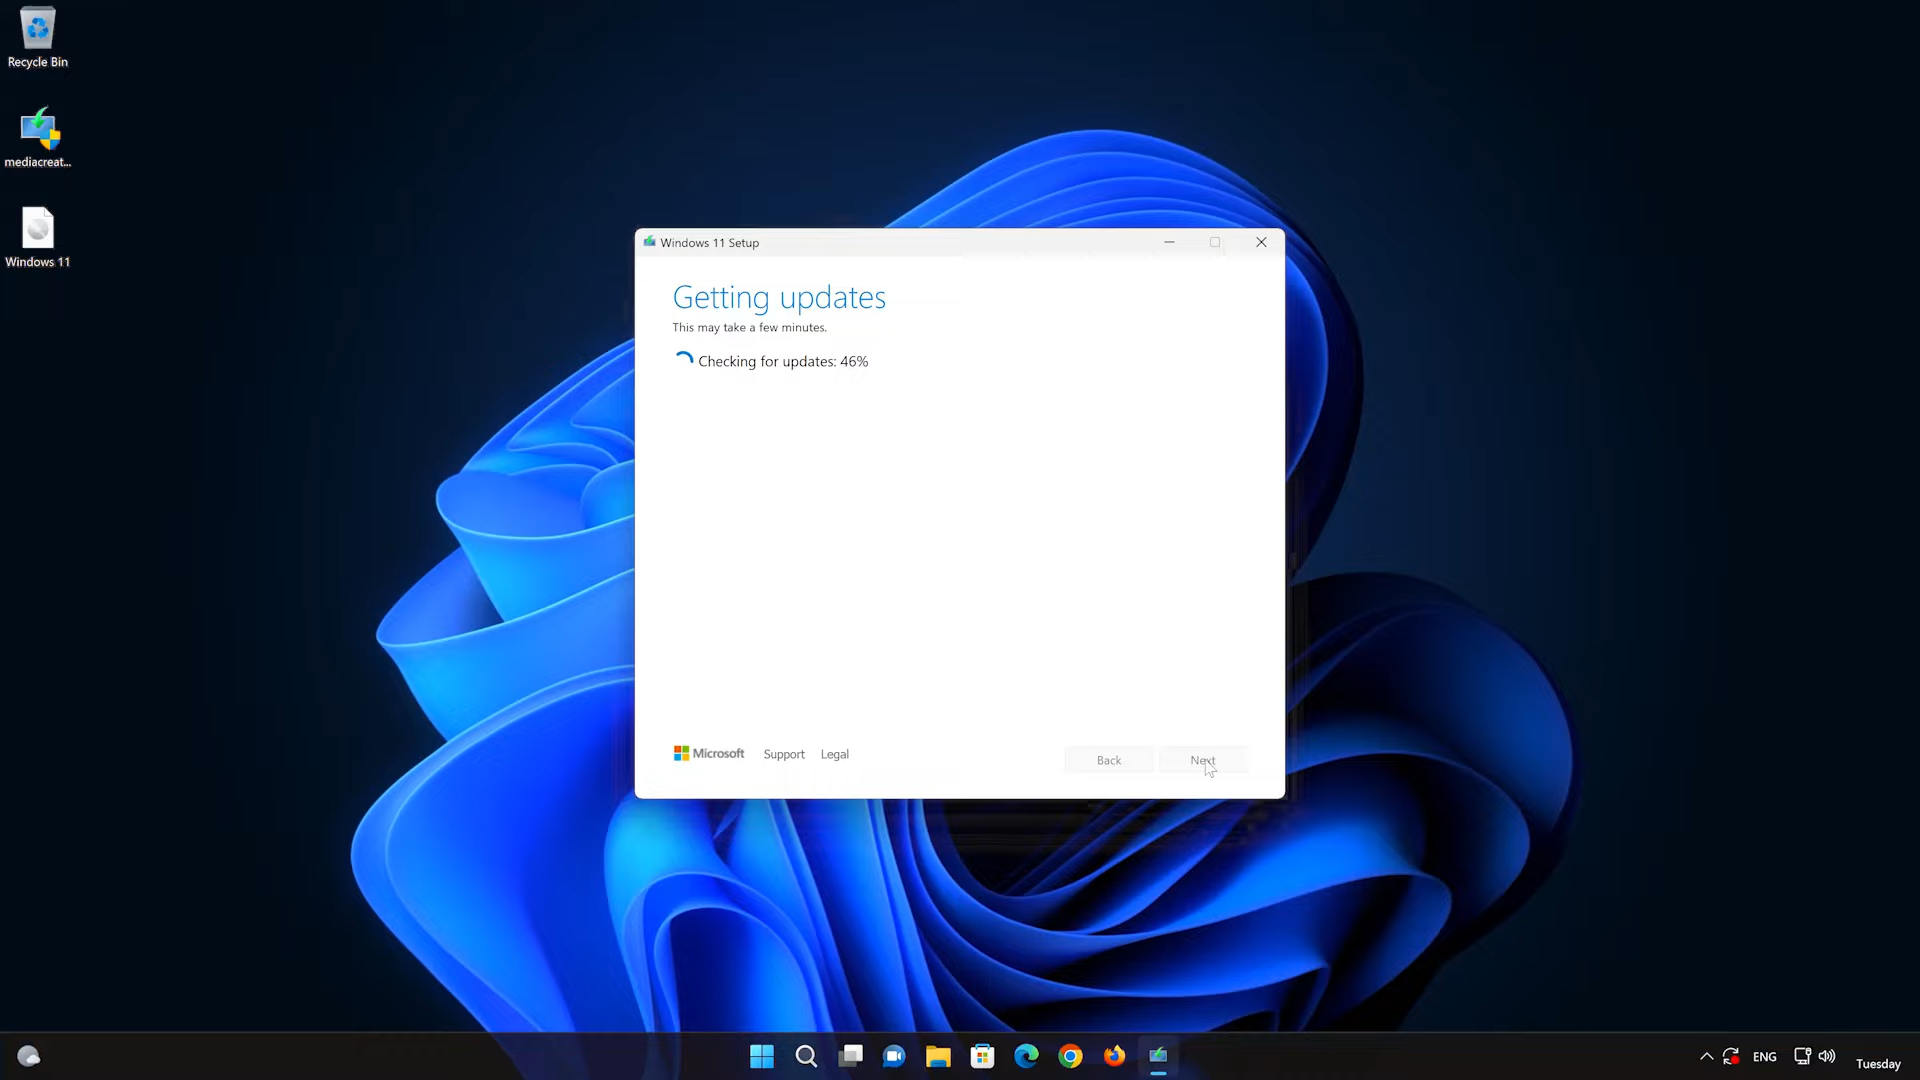 Recycle Bin
mediacreat...
Windows 11
Windows 11 Setup
Getting updates
This may take a few minutes.
Checking for updates: 46%
Microsoft
Support
Legal
Back
Next
ENG
Tuesday